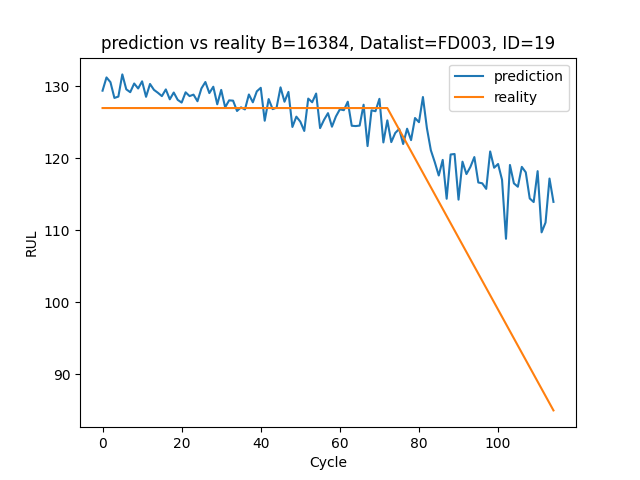 prediction vs reality B=16384, Datalist=FD003, ID=19
prediction
reality
130
120
110
100
90
RUL
0 20 40 60 80 100
Cycle